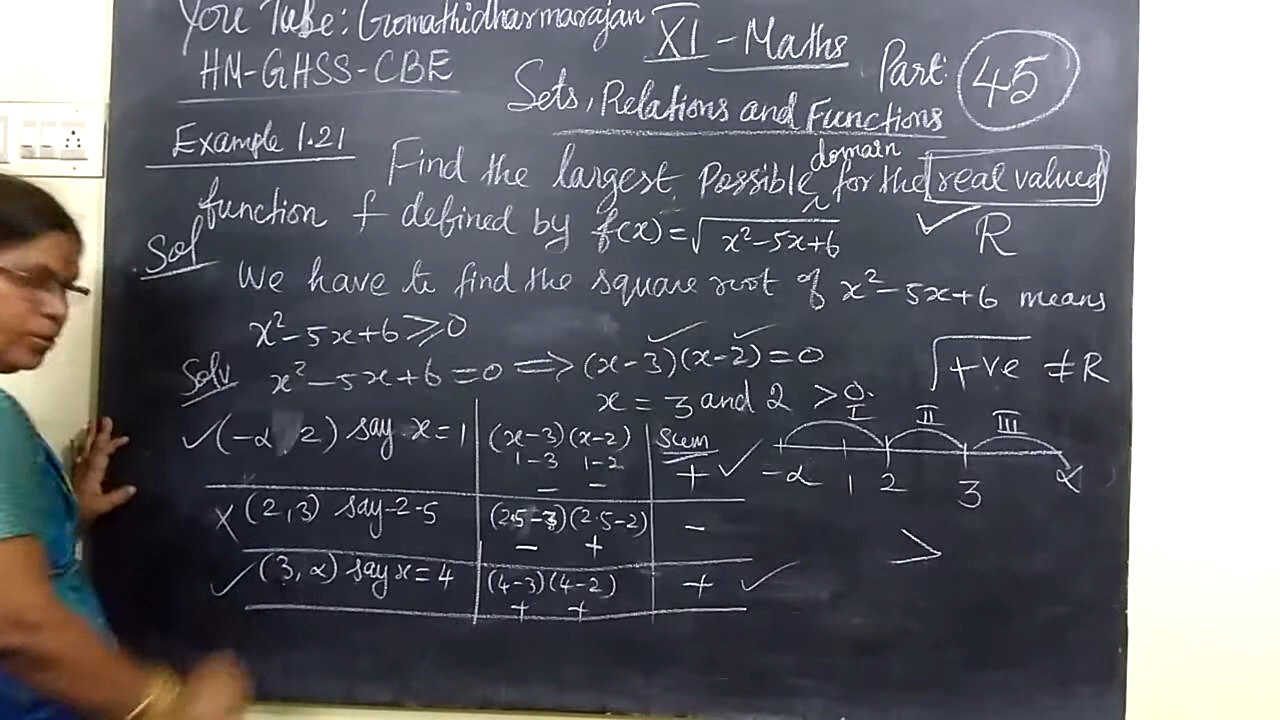 You Tube: Gomathidharmarajan
HM-GHSS-CBE
XI - Maths
Part: 45
Sets, Relations and Functions
Example 1.21
Find the largest Possible domain for the real valued
function f defined by f(x) = √x²-5x+6
✓ R
Sol
We have to find the square root of x²-5x+6 means
x²-5x+6 ≥ 0
Solv x²-5x+6 = 0 ⟹ (x-3)(x-2) = 0
x = 3 and 2 > 0.
√+ve ≠ R
✓ (-α, 2) say x = 1 (x-3)(x-2) Sum
1-3 1-2 + ✓
- -
x (2,3) say 2.5 (2.5-3)(2.5-2) -
- +
✓ (3, α) say x = 4 (4-3)(4-2) + ✓
+ +
I II III
-α 1 2 3 α
>